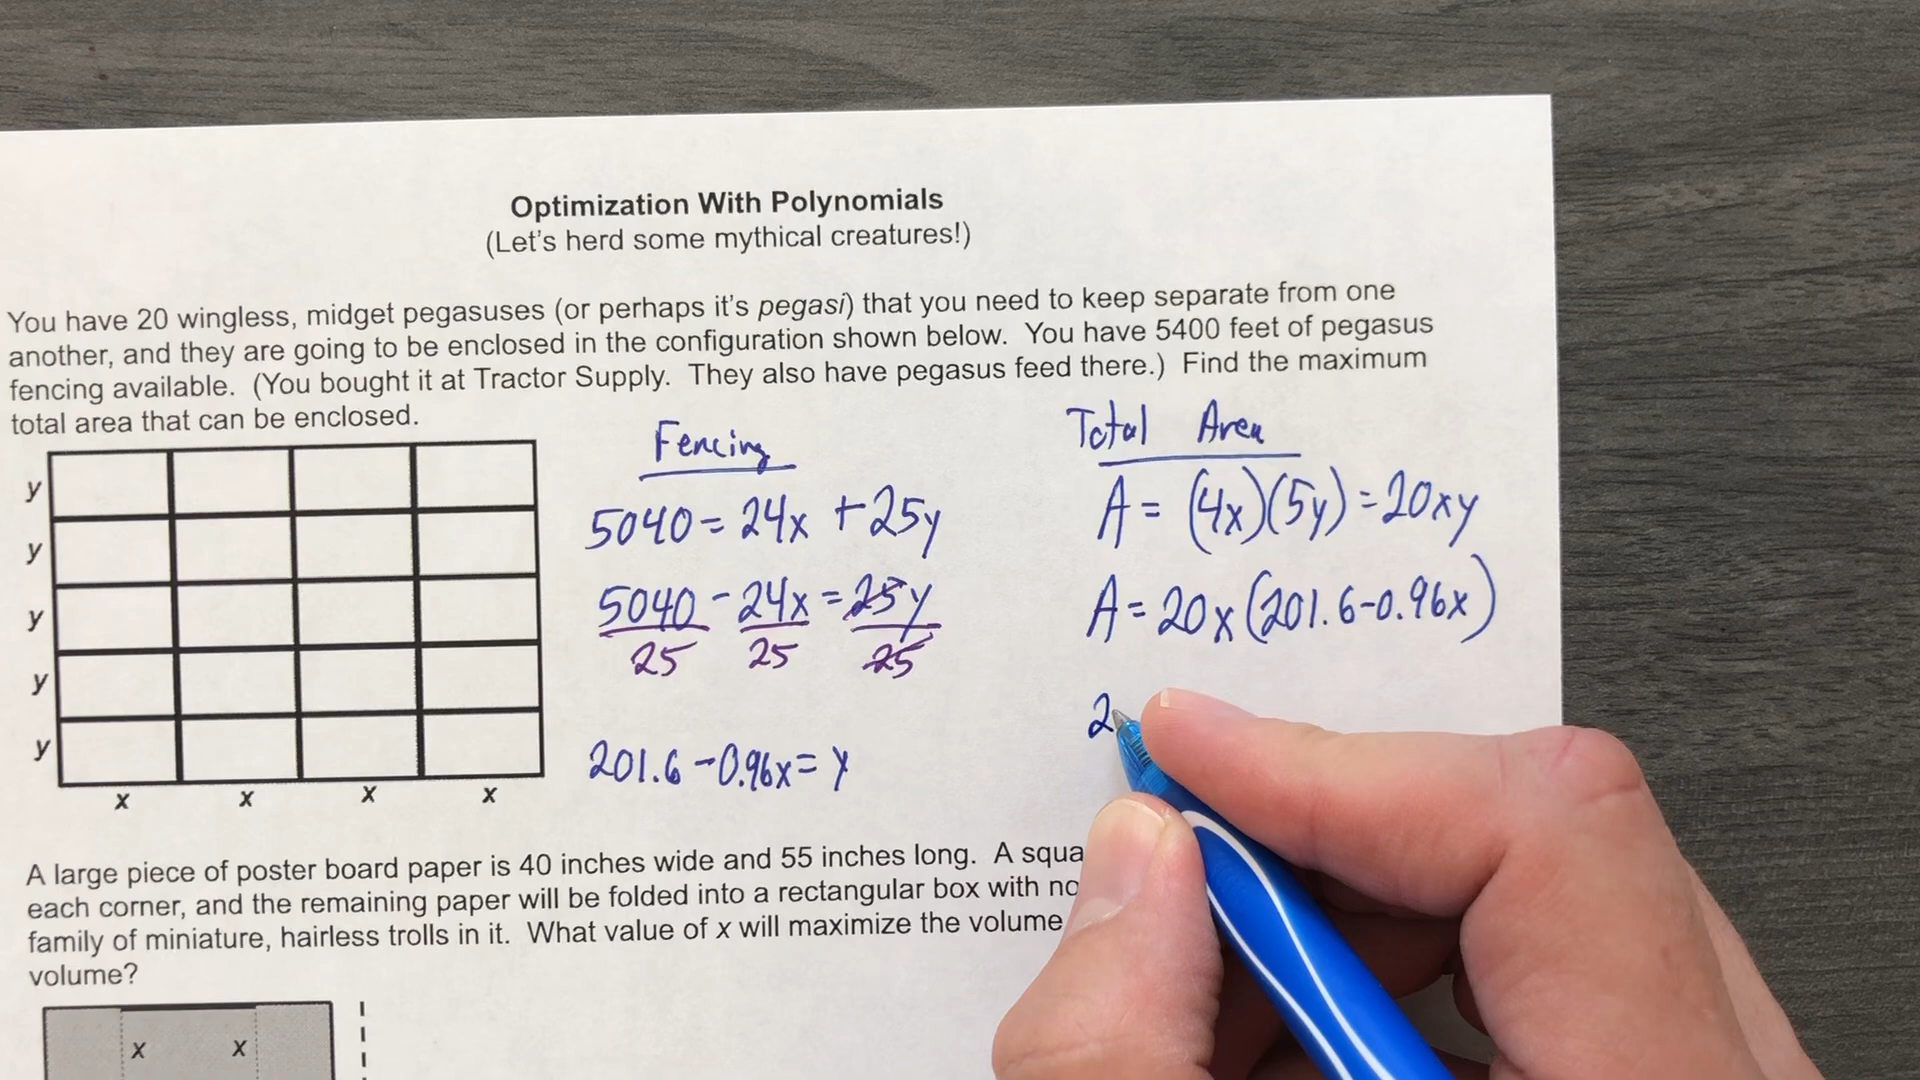 Optimization With Polynomials
(Let's herd some mythical creatures!)
You have 20 wingless, midget pegasuses (or perhaps it's pegasi) that you need to keep separate from one
another, and they are going to be enclosed in the configuration shown below. You have 5400 feet of pegasus
fencing available. (You bought it at Tractor Supply. They also have pegasus feed there.) Find the maximum
total area that can be enclosed.
y
y
y
y
y
x x x x
Fencing
5040 = 24x + 25y
5040 - 24x = 25y
25 25 25
201.6 - 0.96x = y
Total Area
A = (4x)(5y) = 20xy
A = 20x(201.6-0.96x)
2
A large piece of poster board paper is 40 inches wide and 55 inches long. A squa
each corner, and the remaining paper will be folded into a rectangular box with no
family of miniature, hairless trolls in it. What value of x will maximize the volume
volume?
x x